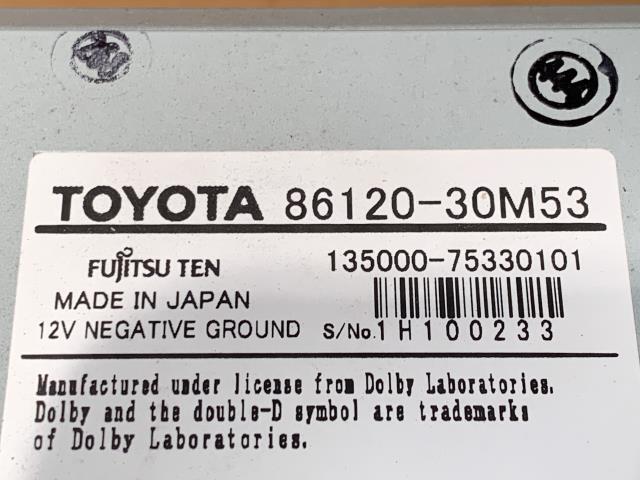 TOYOTA 86120-30M53
FUJITSU TEN 135000-75330101
MADE IN JAPAN
12V NEGATIVE GROUND S/No. 1H100233
Manufactured under license from Dolby Laboratories.
Dolby and the double-D symbol are trademarks
of Dolby Laboratories.